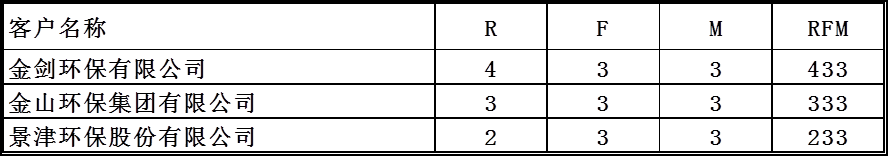 客户名称 R F M RFM
金剑环保有限公司 4 3 3 433
金山环保集团有限公司 3 3 3 333
景津环保股份有限公司 2 3 3 233